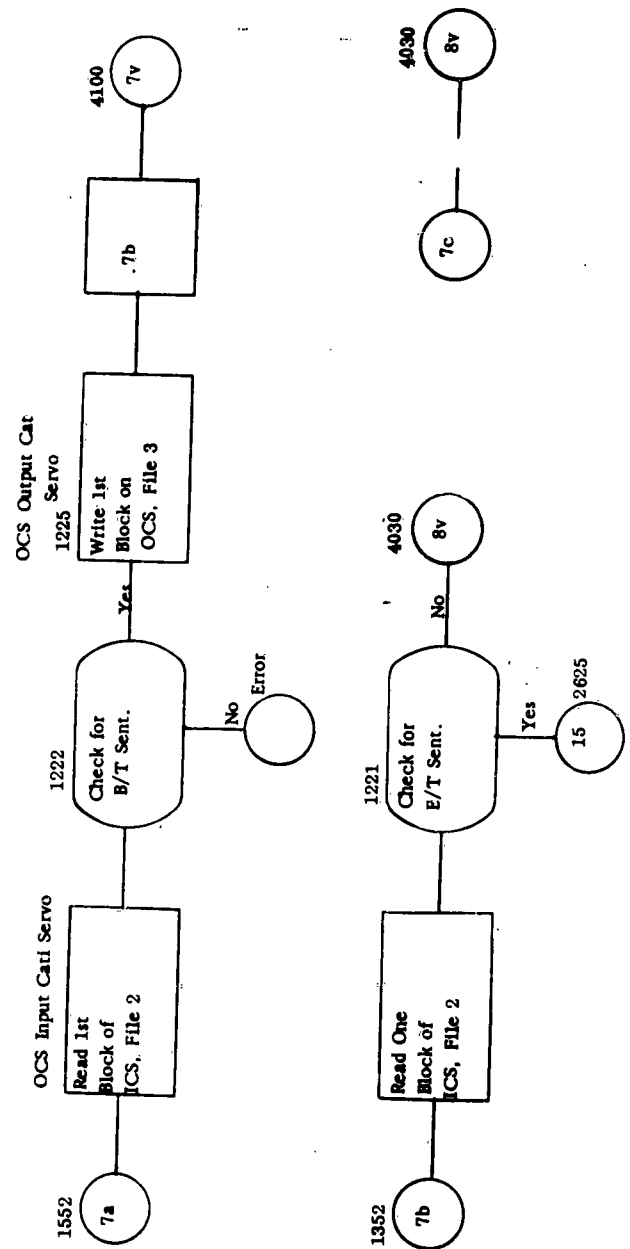 1552
7a
OCS Input Cati Servo
Read 1st
Block of
ICS, File 2
1222
Check for
B/T Sent.
No
Error
Yes
OCS Output Cat
Servo
1225
Write 1st
Block on
OCS, File 3
.7b
4100
7v
1352
7b
Read One
Block of
ICS, File 2
1221
Check for
E/T Sent.
Yes
15
2625
No
4030
8v
7c
4030
8v